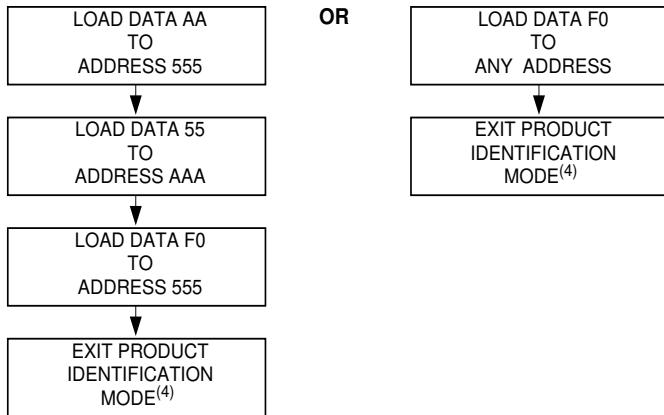 LOAD DATA AA
TO
ADDRESS 555
LOAD DATA 55
TO
ADDRESS AAA
LOAD DATA F0
TO
ADDRESS 555
EXIT PRODUCT
IDENTIFICATION
MODE(4)
OR
LOAD DATA F0
TO
ANY ADDRESS
EXIT PRODUCT
IDENTIFICATION
MODE(4)